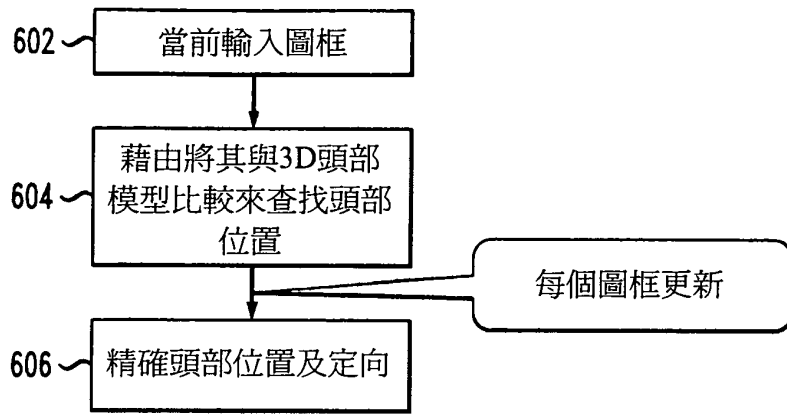 602
當前輸入圖框
604
藉由將其與3D頭部
模型比較來查找頭部
位置
每個圖框更新
606
精確頭部位置及定向